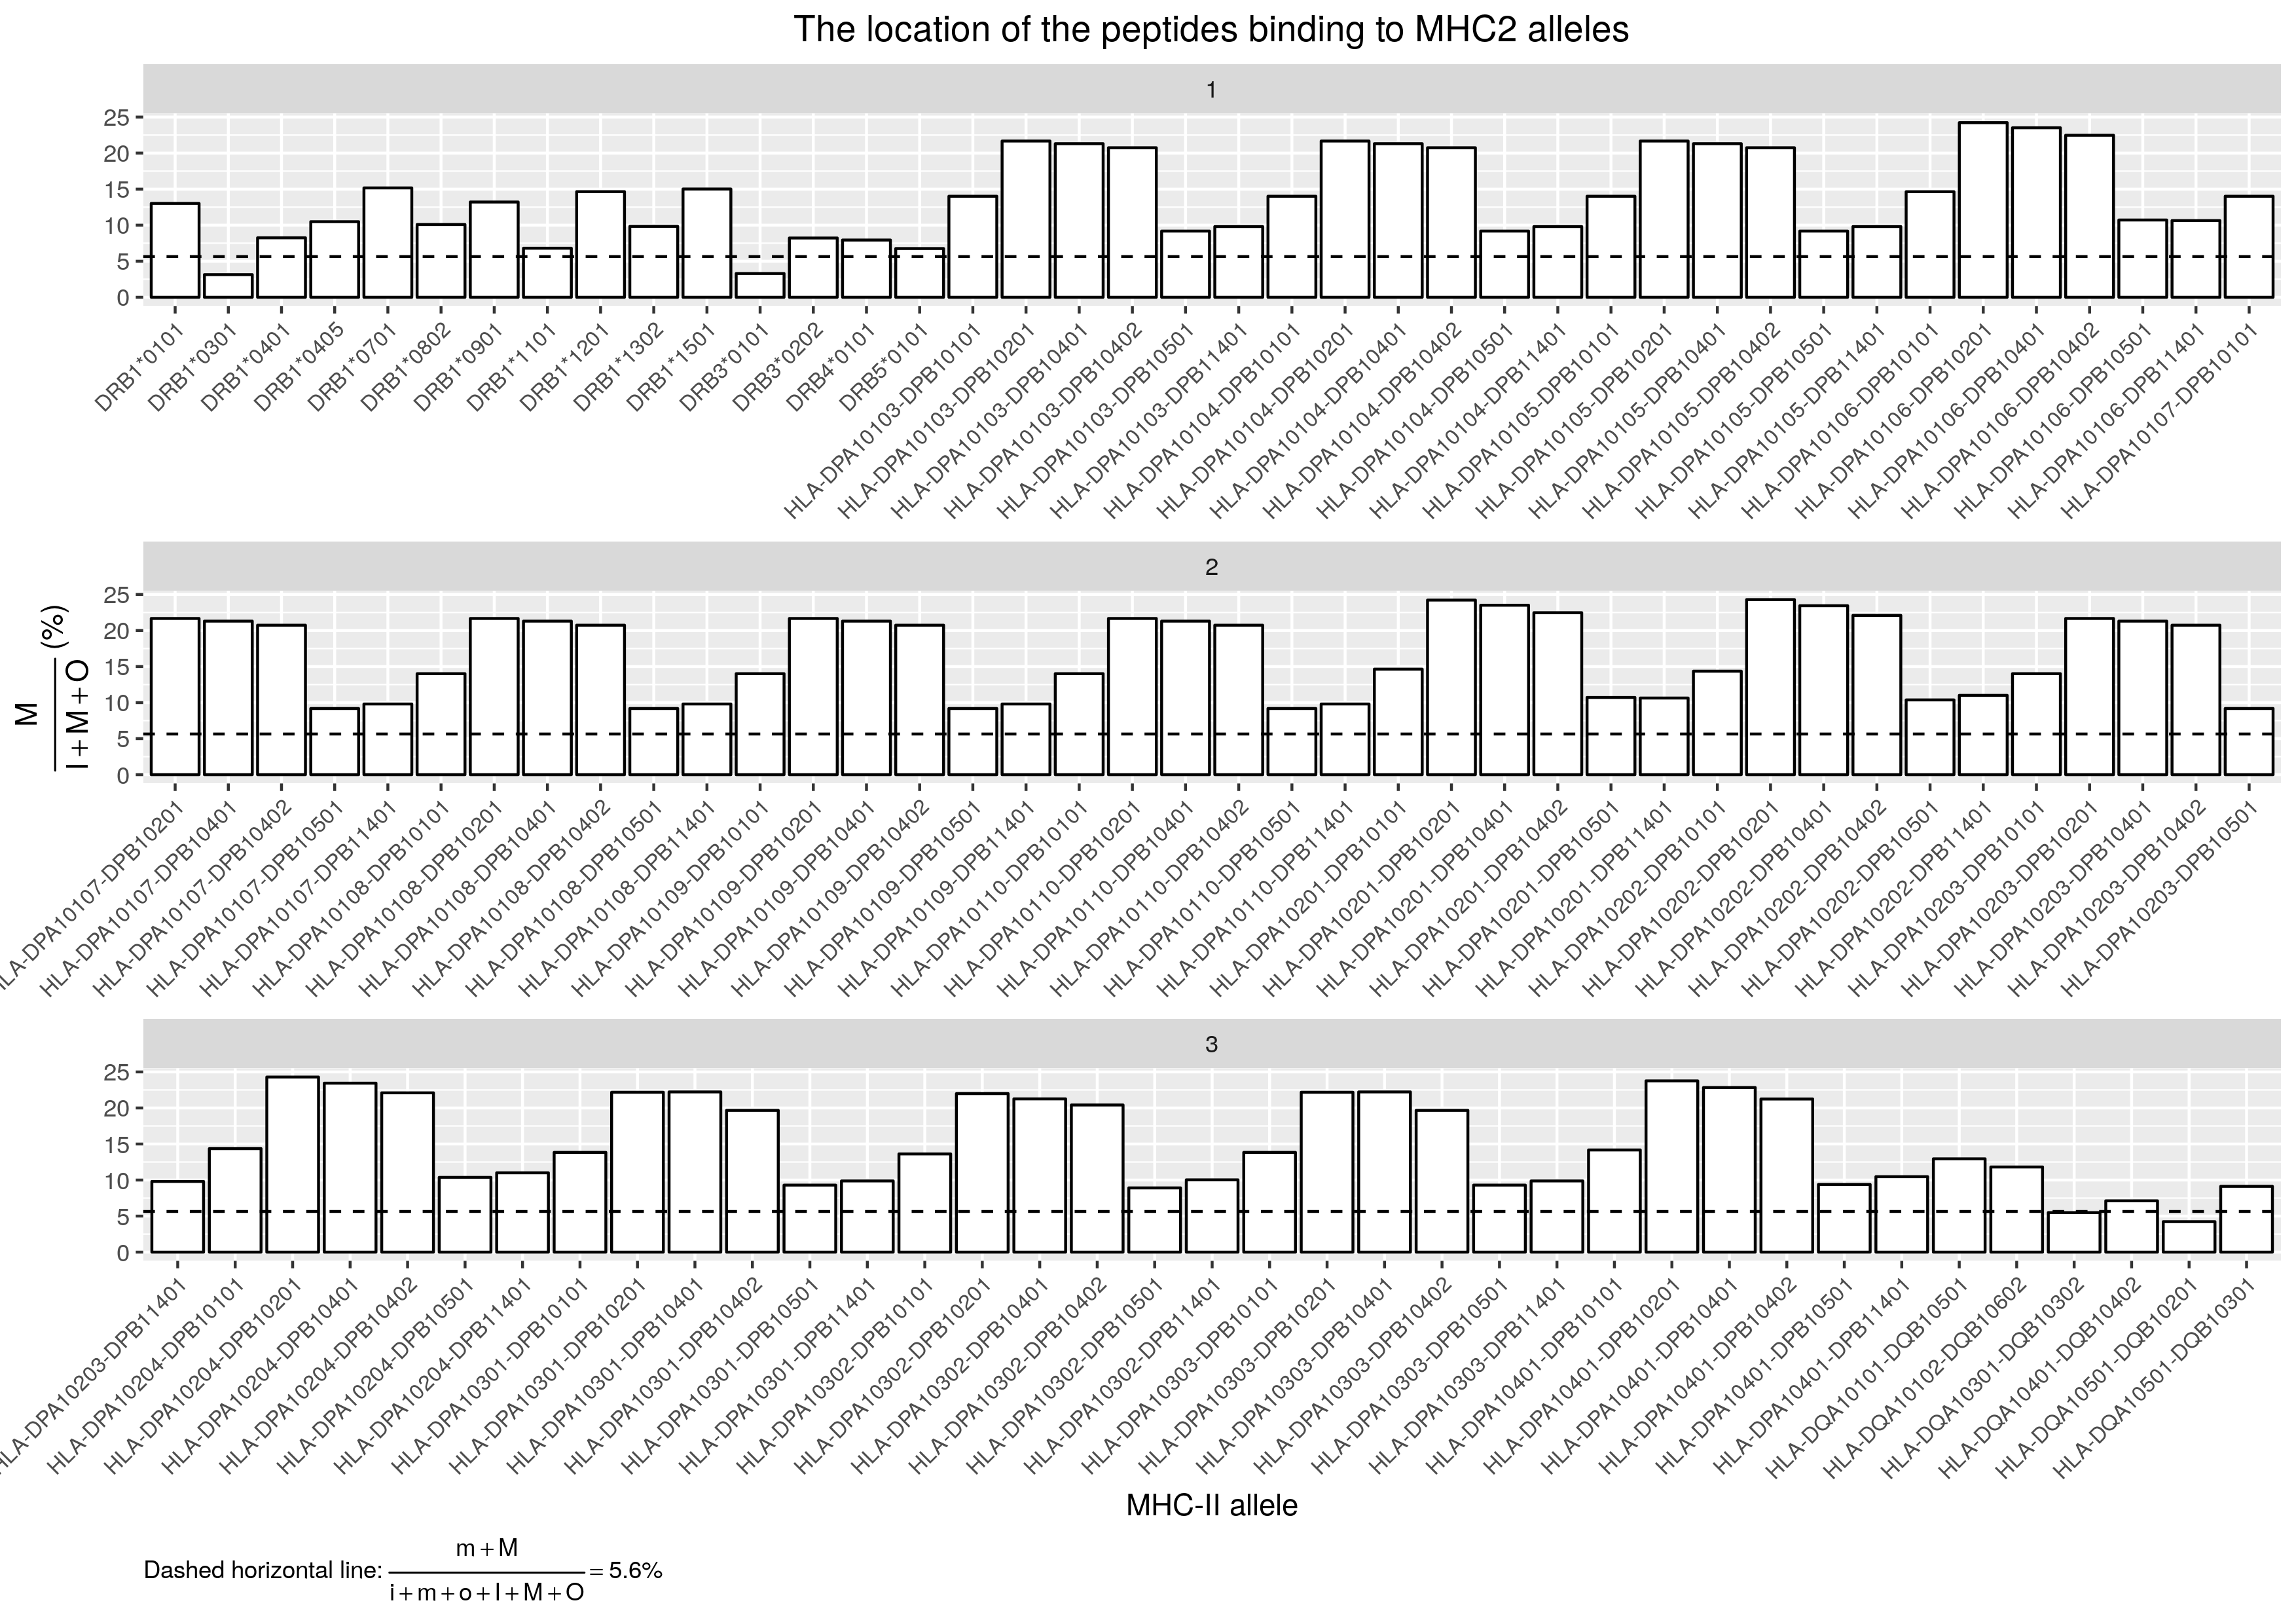 The location of the peptides binding to MHC2 alleles
1
25
20
15
10
5
0
DRB1*0101
DRB1*0301
DRB1*0401
DRB1*0405
DRB1*0701
DRB1*0802
DRB1*0901
DRB1*1101
DRB1*1201
DRB1*1302
DRB1*1501
DRB3*0101
DRB3*0202
DRB4*0101
DRB5*0101
HLA-DPA10103-DPB10101
HLA-DPA10103-DPB10201
HLA-DPA10103-DPB10401
HLA-DPA10103-DPB10402
HLA-DPA10103-DPB10501
HLA-DPA10103-DPB11401
HLA-DPA10104-DPB10101
HLA-DPA10104-DPB10201
HLA-DPA10104-DPB10401
HLA-DPA10104-DPB10402
HLA-DPA10104-DPB10501
HLA-DPA10104-DPB11401
HLA-DPA10105-DPB10101
HLA-DPA10105-DPB10201
HLA-DPA10105-DPB10401
HLA-DPA10105-DPB10402
HLA-DPA10105-DPB10501
HLA-DPA10105-DPB11401
HLA-DPA10106-DPB10101
HLA-DPA10106-DPB10201
HLA-DPA10106-DPB10401
HLA-DPA10106-DPB10402
HLA-DPA10106-DPB10501
HLA-DPA10106-DPB11401
HLA-DPA10107-DPB10101
M
I+M+O (%)
2
25
20
15
10
5
0
HLA-DPA10107-DPB10201
HLA-DPA10107-DPB10401
HLA-DPA10107-DPB10402
HLA-DPA10107-DPB10501
HLA-DPA10107-DPB11401
HLA-DPA10108-DPB10101
HLA-DPA10108-DPB10201
HLA-DPA10108-DPB10401
HLA-DPA10108-DPB10402
HLA-DPA10108-DPB10501
HLA-DPA10108-DPB11401
HLA-DPA10109-DPB10101
HLA-DPA10109-DPB10201
HLA-DPA10109-DPB10401
HLA-DPA10109-DPB10402
HLA-DPA10109-DPB10501
HLA-DPA10109-DPB11401
HLA-DPA10110-DPB10101
HLA-DPA10110-DPB10201
HLA-DPA10110-DPB10401
HLA-DPA10110-DPB10402
HLA-DPA10110-DPB10501
HLA-DPA10110-DPB11401
HLA-DPA10201-DPB10101
HLA-DPA10201-DPB10201
HLA-DPA10201-DPB10401
HLA-DPA10201-DPB10402
HLA-DPA10201-DPB10501
HLA-DPA10201-DPB11401
HLA-DPA10202-DPB10101
HLA-DPA10202-DPB10201
HLA-DPA10202-DPB10401
HLA-DPA10202-DPB10402
HLA-DPA10202-DPB10501
HLA-DPA10202-DPB11401
HLA-DPA10203-DPB10101
HLA-DPA10203-DPB10201
HLA-DPA10203-DPB10401
HLA-DPA10203-DPB10402
HLA-DPA10203-DPB10501
3
25
20
15
10
5
0
HLA-DPA10203-DPB11401
HLA-DPA10204-DPB10101
HLA-DPA10204-DPB10201
HLA-DPA10204-DPB10401
HLA-DPA10204-DPB10402
HLA-DPA10204-DPB10501
HLA-DPA10204-DPB11401
HLA-DPA10301-DPB10101
HLA-DPA10301-DPB10201
HLA-DPA10301-DPB10401
HLA-DPA10301-DPB10402
HLA-DPA10301-DPB10501
HLA-DPA10301-DPB11401
HLA-DPA10302-DPB10101
HLA-DPA10302-DPB10201
HLA-DPA10302-DPB10401
HLA-DPA10302-DPB10402
HLA-DPA10302-DPB10501
HLA-DPA10302-DPB11401
HLA-DPA10303-DPB10101
HLA-DPA10303-DPB10201
HLA-DPA10303-DPB10401
HLA-DPA10303-DPB10402
HLA-DPA10303-DPB10501
HLA-DPA10303-DPB11401
HLA-DPA10401-DPB10101
HLA-DPA10401-DPB10201
HLA-DPA10401-DPB10401
HLA-DPA10401-DPB10402
HLA-DPA10401-DPB10501
HLA-DPA10401-DPB11401
HLA-DQA10101-DQB10501
HLA-DQA10102-DQB10602
HLA-DQA10301-DQB10302
HLA-DQA10401-DQB10402
HLA-DQA10501-DQB10201
HLA-DQA10501-DQB10301
MHC-II allele
m+M
Dashed horizontal line: = 5.6%
i+m+o+I+M+O